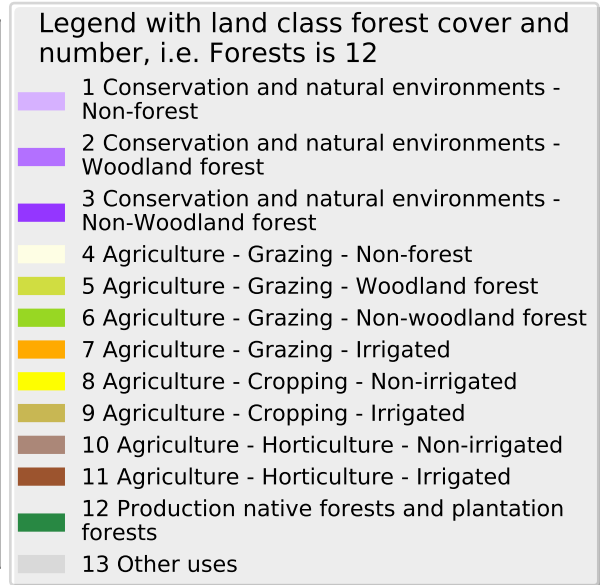 Legend with land class forest cover and
number, i.e. Forests is 12
1 Conservation and natural environments -
Non-forest
2 Conservation and natural environments -
Woodland forest
3 Conservation and natural environments -
Non-Woodland forest
4 Agriculture - Grazing - Non-forest
5 Agriculture - Grazing - Woodland forest
6 Agriculture - Grazing - Non-woodland forest
7 Agriculture - Grazing - Irrigated
8 Agriculture - Cropping - Non-irrigated
9 Agriculture - Cropping - Irrigated
10 Agriculture - Horticulture - Non-irrigated
11 Agriculture - Horticulture - Irrigated
12 Production native forests and plantation
forests
13 Other uses